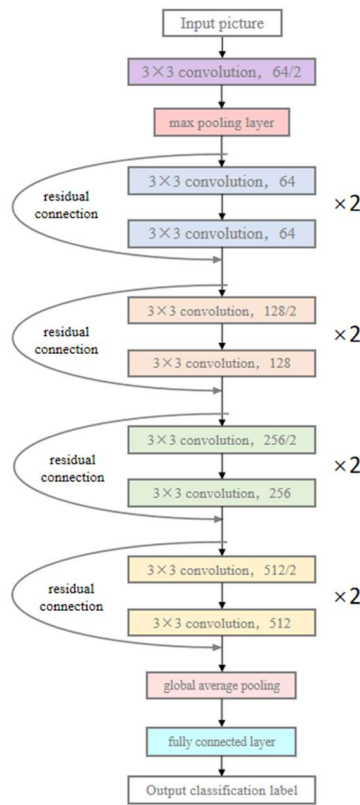 Input picture
3×3 convolution, 64/2
max pooling layer
3×3 convolution, 64
residual
connection
×2
3×3 convolution, 64
3×3 convolution, 128/2
residual
connection
×2
3×3 convolution, 128
3×3 convolution, 256/2
residual
connection
×2
3×3 convolution, 256
3×3 convolution, 512/2
residual
connection
×2
3×3 convolution, 512
global average pooling
fully connected layer
Output classification label